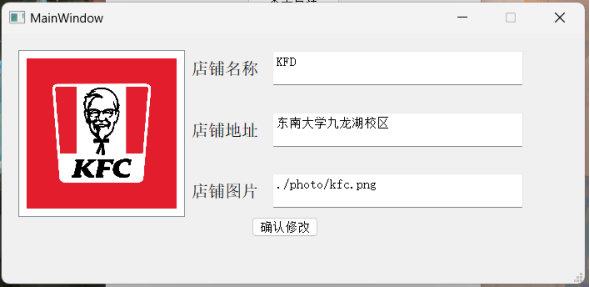 MainWindow
店铺名称
KFD
店铺地址
东南大学九龙湖校区
KFC
店铺图片
./photo/kfc.png
确认修改